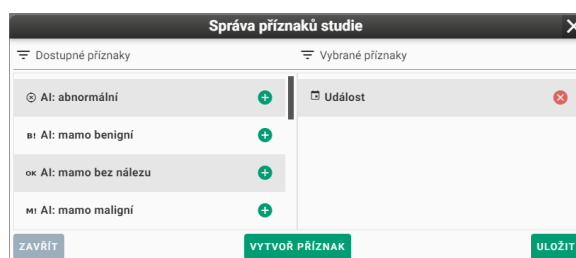 Správa příznaků studie
Dostupné příznaky
Vybrané příznaky
AI: abnormální
Událost
B! AI: mamo benigní
OK AI: mamo bez nálezu
M! AI: mamo maligní
ZAVŘÍT
VYTVOŘ PŘÍZNAK
ULOŽIT